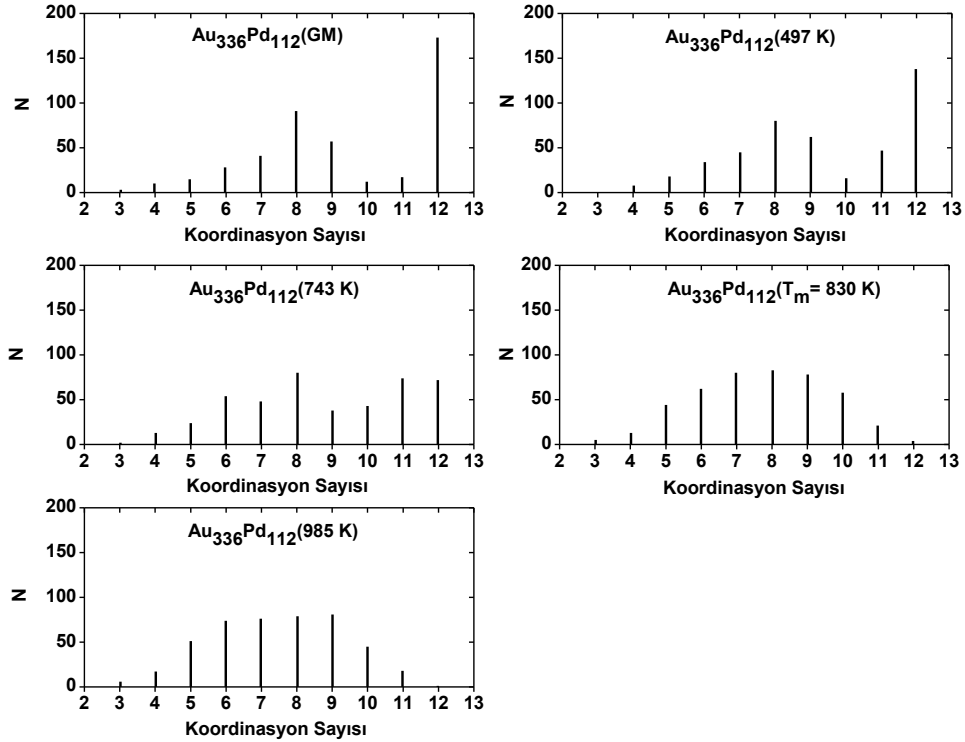 Au336Pd112(GM)
200
150
100
50
0
N
2 3 4 5 6 7 8 9 10 11 12 13
Koordinasyon Sayısı
Au336Pd112(497 K)
200
150
100
50
0
N
2 3 4 5 6 7 8 9 10 11 12 13
Koordinasyon Sayısı
Au336Pd112(743 K)
200
150
100
50
0
N
2 3 4 5 6 7 8 9 10 11 12 13
Koordinasyon Sayısı
Au336Pd112(Tm= 830 K)
200
150
100
50
0
N
2 3 4 5 6 7 8 9 10 11 12 13
Koordinasyon Sayısı
Au336Pd112(985 K)
200
150
100
50
0
N
2 3 4 5 6 7 8 9 10 11 12 13
Koordinasyon Sayısı